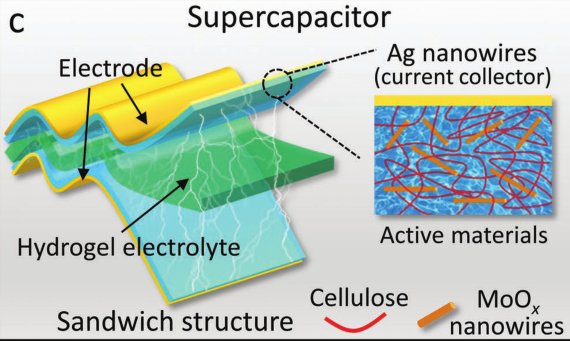 C
Supercapacitor
Electrode
Ag nanowires
(current collector)
Hydrogel electrolyte
Active materials
Sandwich structure
Cellulose
MoOₓ
nanowires